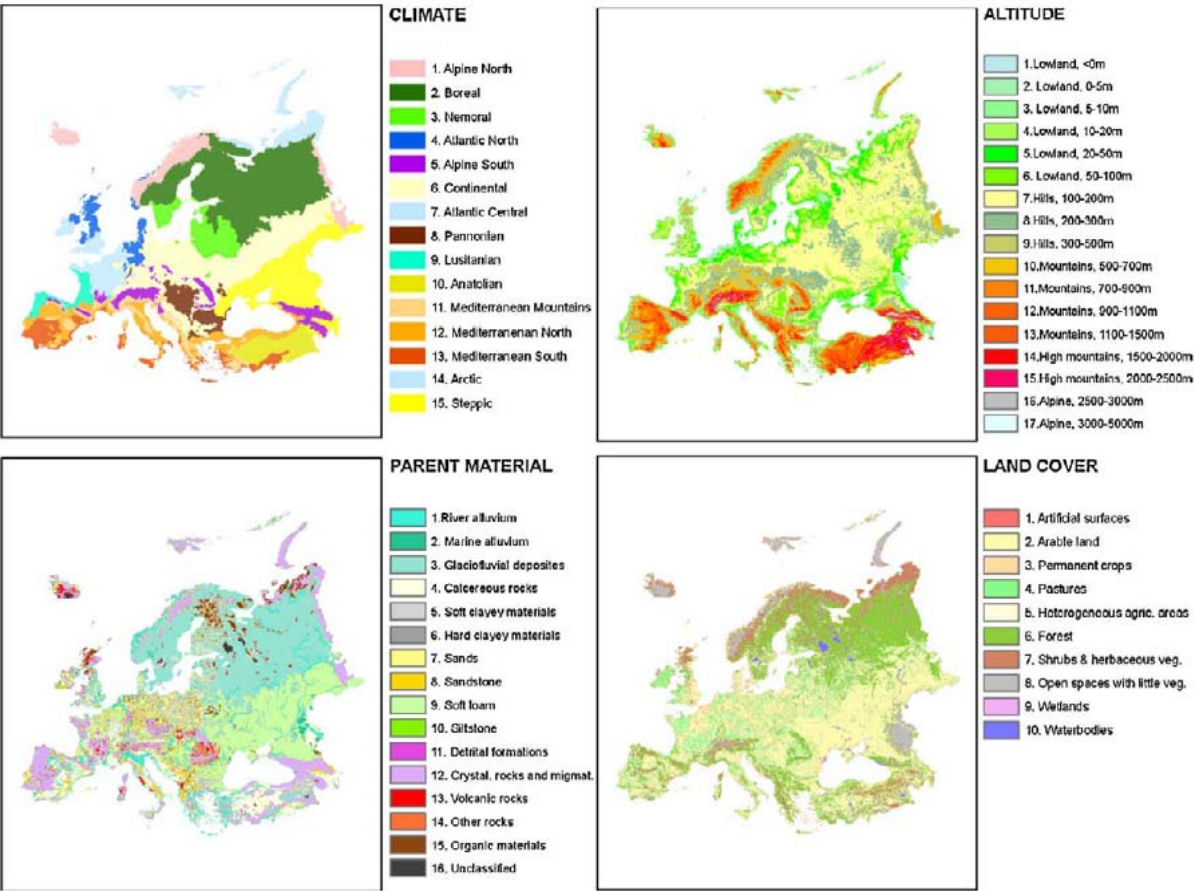 CLIMATE
1. Alpine North
2. Boreal
3. Nemoral
4. Atlantic North
5. Alpine South
6. Continental
7. Atlantic Central
8. Pannonian
9. Lusitanian
10. Anatolian
11. Mediterranean Mountains
12. Mediterranenan North
13. Mediterranean South
14. Arctic
15. Steppic
ALTITUDE
1.Lowland, <0m
2. Lowland, 0-5m
3. Lowland, 5-10m
4. Lowland, 10-20m
5. Lowland, 20-50m
6. Lowland, 50-100m
7.Hills, 100-200m
8.Hills, 200-300m
9.Hills, 300-500m
10.Mountains, 500-700m
11.Mountains, 700-900m
12.Mountains, 900-1100m
13.Mountains, 1100-1500m
14.High mountains, 1500-2000m
15.High mountains, 2000-2500m
16.Alpine, 2500-3000m
17.Alpine, 3000-5000m
PARENT MATERIAL
1.River alluvium
2. Marine alluvium
3. Glaciofluvial deposites
4. Calcereous rocks
5. Soft clayey materials
6. Hard clayey materials
7. Sands
8. Sandstone
9. Soft loam
10. Siltstone
11. Detrital formations
12. Crystal. rocks and migmat.
13. Volcanic rocks
14. Other rocks
15. Organic materials
16. Unclassified
LAND COVER
1. Artificial surfaces
2. Arable land
3. Permanent crops
4. Pastures
5. Heterogeneous agric. areas
6. Forest
7. Shrubs & herbaceous veg.
8. Open spaces with little veg.
9. Wetlands
10. Waterbodies